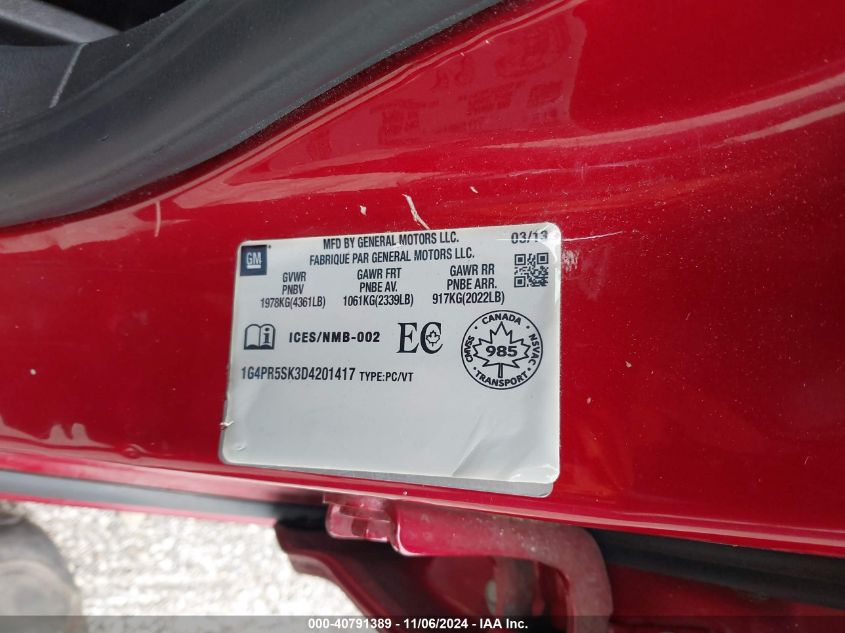 GM
MFD BY GENERAL MOTORS LLC.
03/13
FABRIQUE PAR GENERAL MOTORS LLC.
GVWR
PNBV
1978KG(4361LB)
GAWR FRT
PNBE AV.
1061KG(2339LB)
GAWR RR
PNBE ARR.
917KG(2022LB)
ICES/NMB-002
EC
CANADA
CMVSS
985
NSVAC
TRANSPORT
1G4PR5SK3D4201417 TYPE:PC/VT
000-40791389 - 11/06/2024 - IAA Inc.